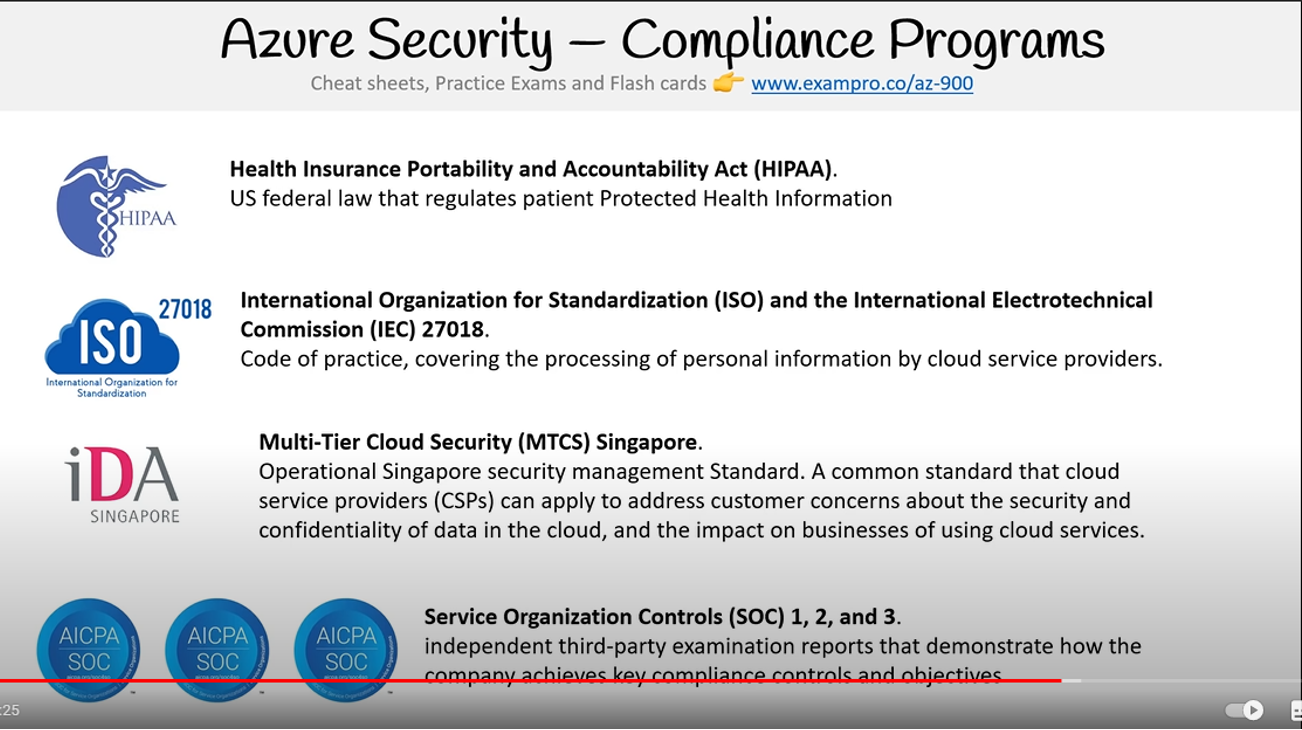 Azure Security – Compliance Programs
Cheat sheets, Practice Exams and Flash cards 👉 www.exampro.co/az-900
HIPAA
Health Insurance Portability and Accountability Act (HIPAA).
US federal law that regulates patient Protected Health Information
27018
ISO
International Organization for
Standardization
International Organization for Standardization (ISO) and the International Electrotechnical
Commission (IEC) 27018.
Code of practice, covering the processing of personal information by cloud service providers.
iDA
SINGAPORE
Multi-Tier Cloud Security (MTCS) Singapore.
Operational Singapore security management Standard. A common standard that cloud
service providers (CSPs) can apply to address customer concerns about the security and
confidentiality of data in the cloud, and the impact on businesses of using cloud services.
AICPA
SOC
AICPA
SOC
AICPA
SOC
Service Organization Controls (SOC) 1, 2, and 3.
independent third-party examination reports that demonstrate how the
company achieves key compliance controls and objectives
:25